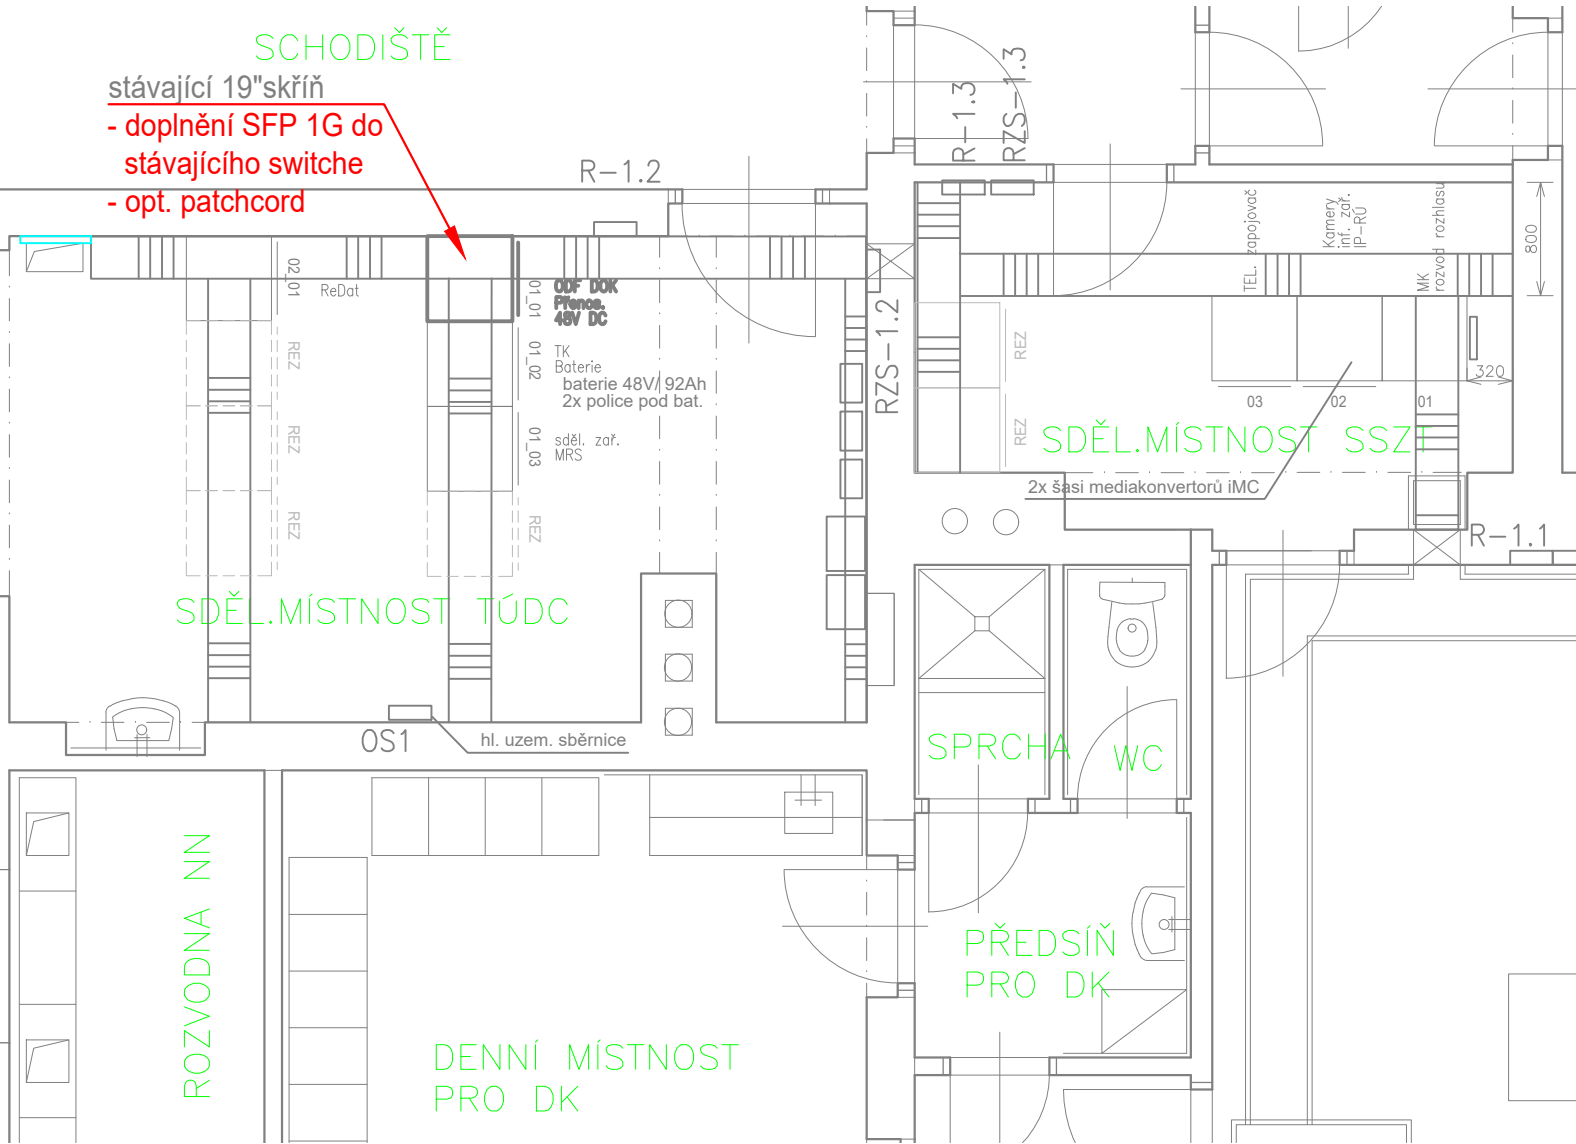 SCHODIŠTĚ
stávající 19"skříň
- doplnění SFP 1G do
stávajícího switche
- opt. patchcord
R-1.2
R-1.3
RZS-1.3
TEL. zapojovač
Kamery
inf. zař.
IP-RÚ
MK
rozvod rozhlasu
800
02_01
ReDat
01_01
ODF DOK
Přenos.
48V DC
REZ
01_02
TK
Baterie
baterie 48V/ 92Ah
2x police pod bat.
RZS-1.2
REZ
320
03
02
01
REZ
01_03
sděl. zař.
MRS
REZ
SDĚL.MÍSTNOST SSZT
2x šasi mediakonvertorů iMC
REZ
REZ
R-1.1
SDĚL.MÍSTNOST TÚDC
OS1
hl. uzem. sběrnice
SPRCHA
WC
ROZVODNA NN
PŘEDSÍŇ
PRO DK
DENNÍ MÍSTNOST
PRO DK